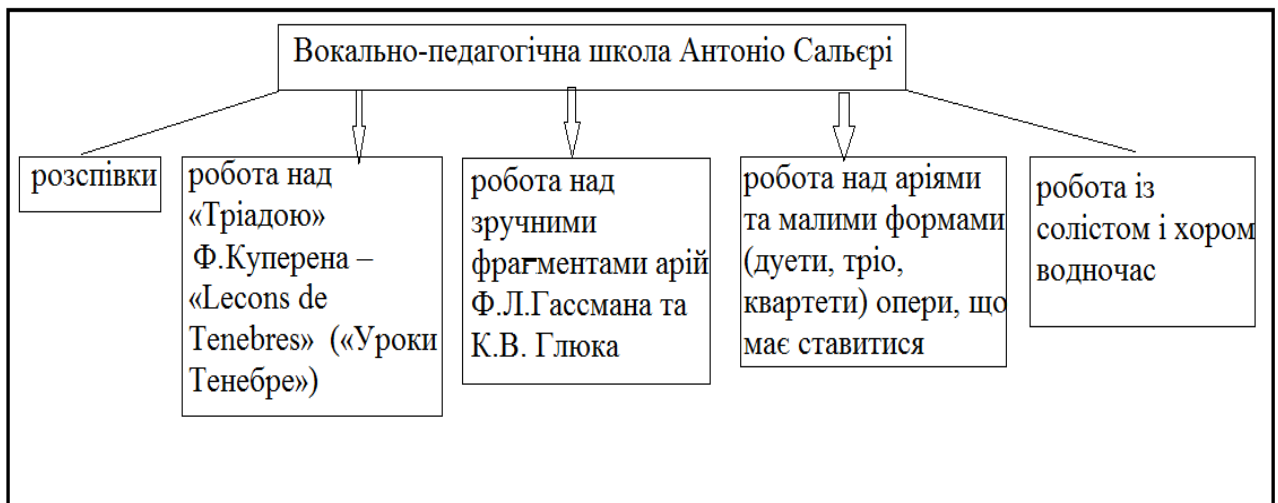 Вокально-педагогічна школа Антоніо Сальєрі
розспівки
робота над
«Тріадою»
Ф.Куперена –
«Lecons de
Tenebres» («Уроки
Тенебре»)
робота над
зручними
фрагментами арій
Ф.Л.Гассмана та
К.В. Глюка
робота над аріями
та малими формами
(дуети, тріо,
квартети) опери, що
має ставитися
робота із
солістом і хором
водночас